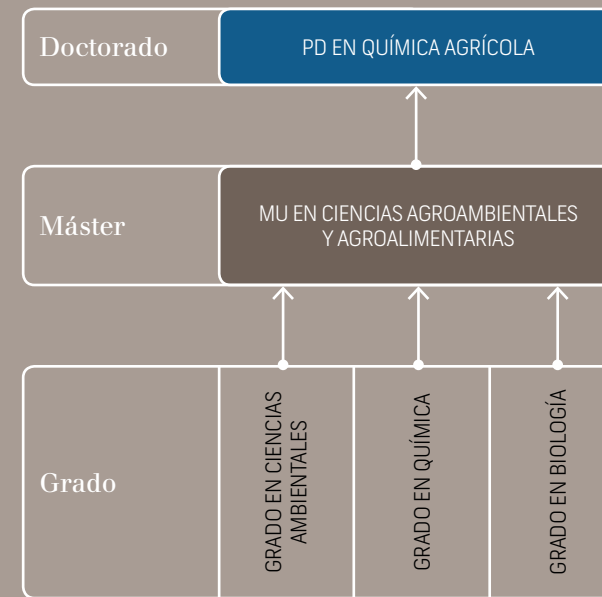 Doctorado
PD EN QUÍMICA AGRÍCOLA
Máster
MU EN CIENCIAS AGROAMBIENTALES
Y AGROALIMENTARIAS
Grado
GRADO EN CIENCIAS
AMBIENTALES
GRADO EN QUÍMICA
GRADO EN BIOLOGÍA